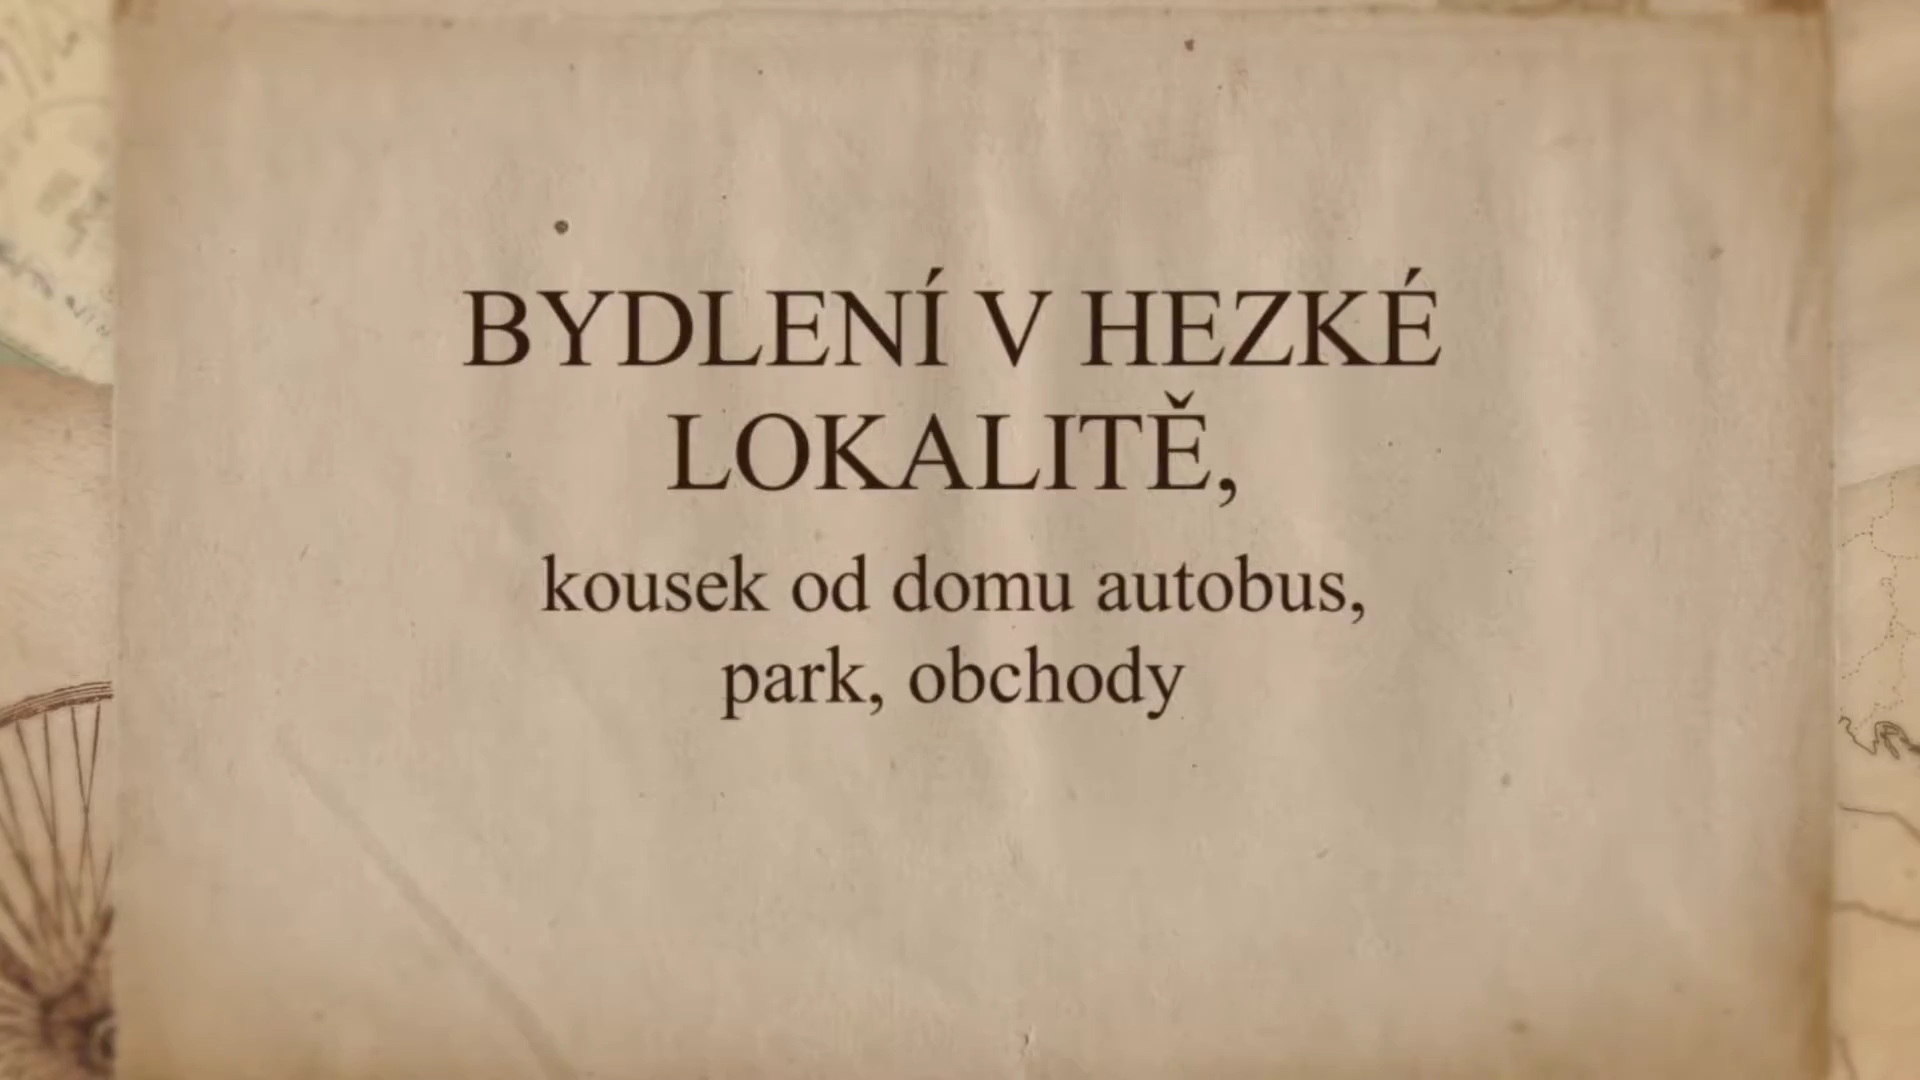 BYDLENÍ V HEZKÉ
LOKALITĚ,
kousek od domu autobus,
park, obchody